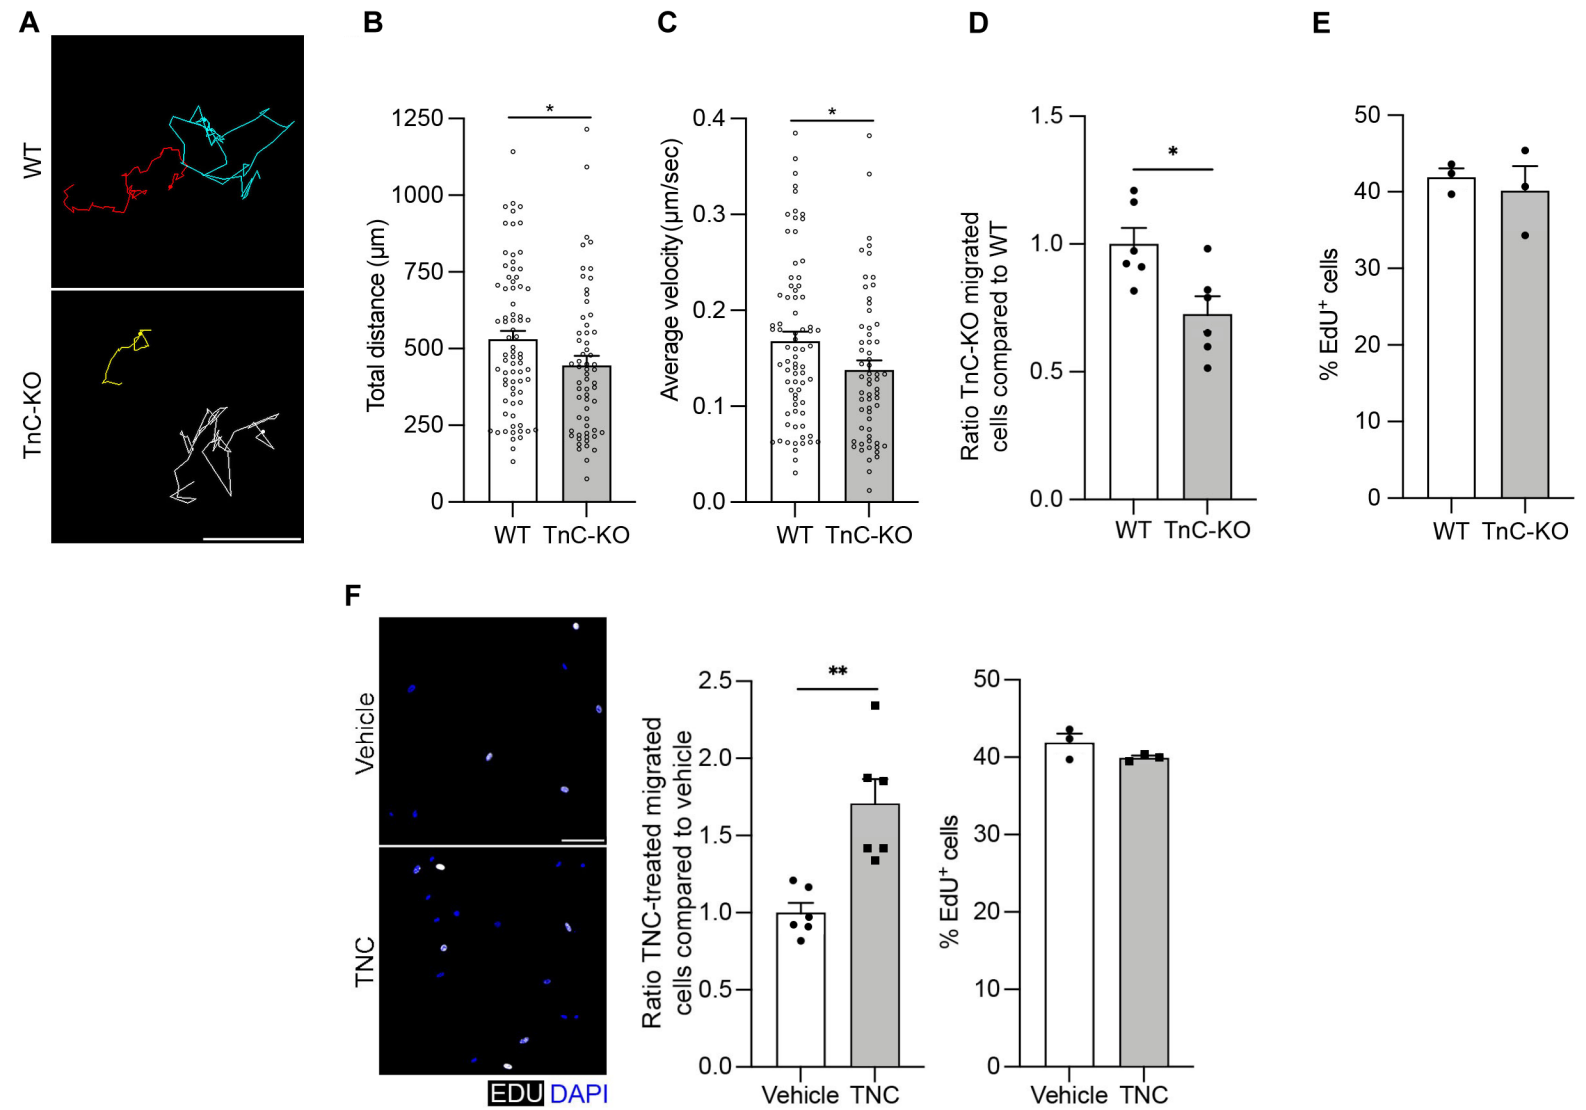 A
WT
TnC-KO
B
Total distance (µm)
1250
1000
750
500
250
0
*
WT TnC-KO
C
Average velocity (µm/sec)
0.4
0.3
0.2
0.1
0.0
*
WT TnC-KO
D
Ratio TnC-KO migrated
cells compared to WT
1.5
1.0
0.5
0.0
*
WT TnC-KO
E
% EdU⁺ cells
50
40
30
20
10
0
WT TnC-KO
F
Vehicle
TNC
EDU DAPI
Ratio TNC-treated migrated
cells compared to vehicle
2.5
2.0
1.5
1.0
0.5
0.0
**
Vehicle TNC
% EdU⁺ cells
50
40
30
20
10
0
Vehicle TNC